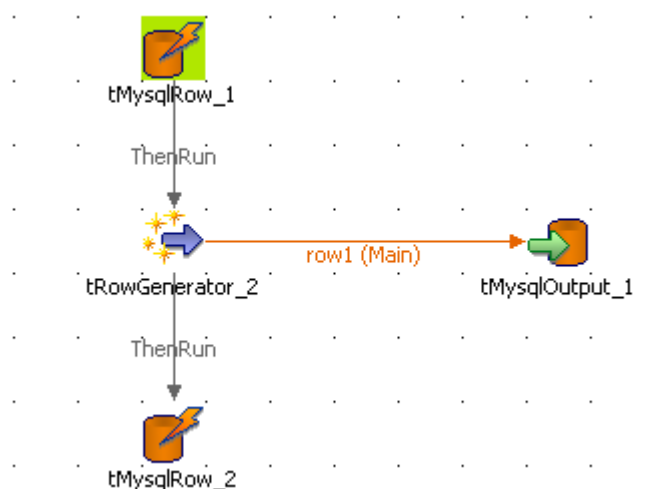 tMysqlRow_1
ThenRun
row1 (Main)
tRowGenerator_2
tMysqlOutput_1
ThenRun
tMysqlRow_2